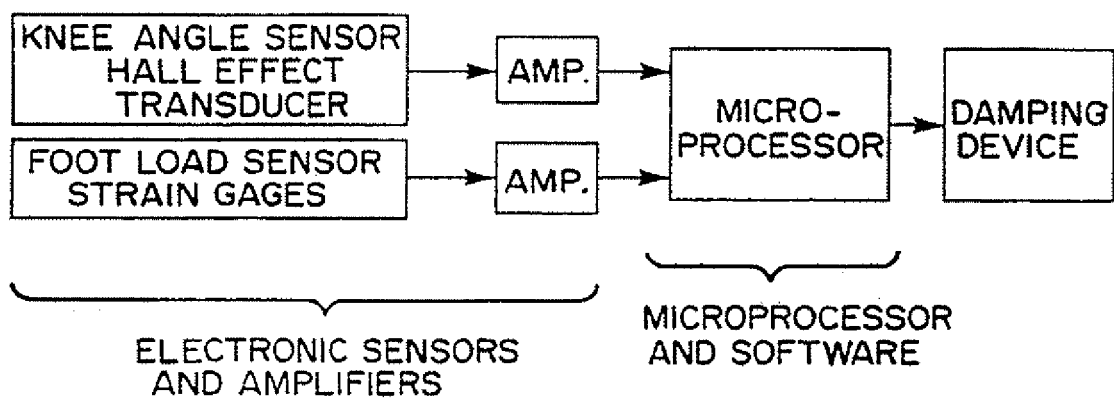 KNEE ANGLE SENSOR
HALL EFFECT
TRANSDUCER
AMP.
FOOT LOAD SENSOR
STRAIN GAGES
AMP.
MICRO-
PROCESSOR
DAMPING
DEVICE
ELECTRONIC SENSORS
AND AMPLIFIERS
MICROPROCESSOR
AND SOFTWARE